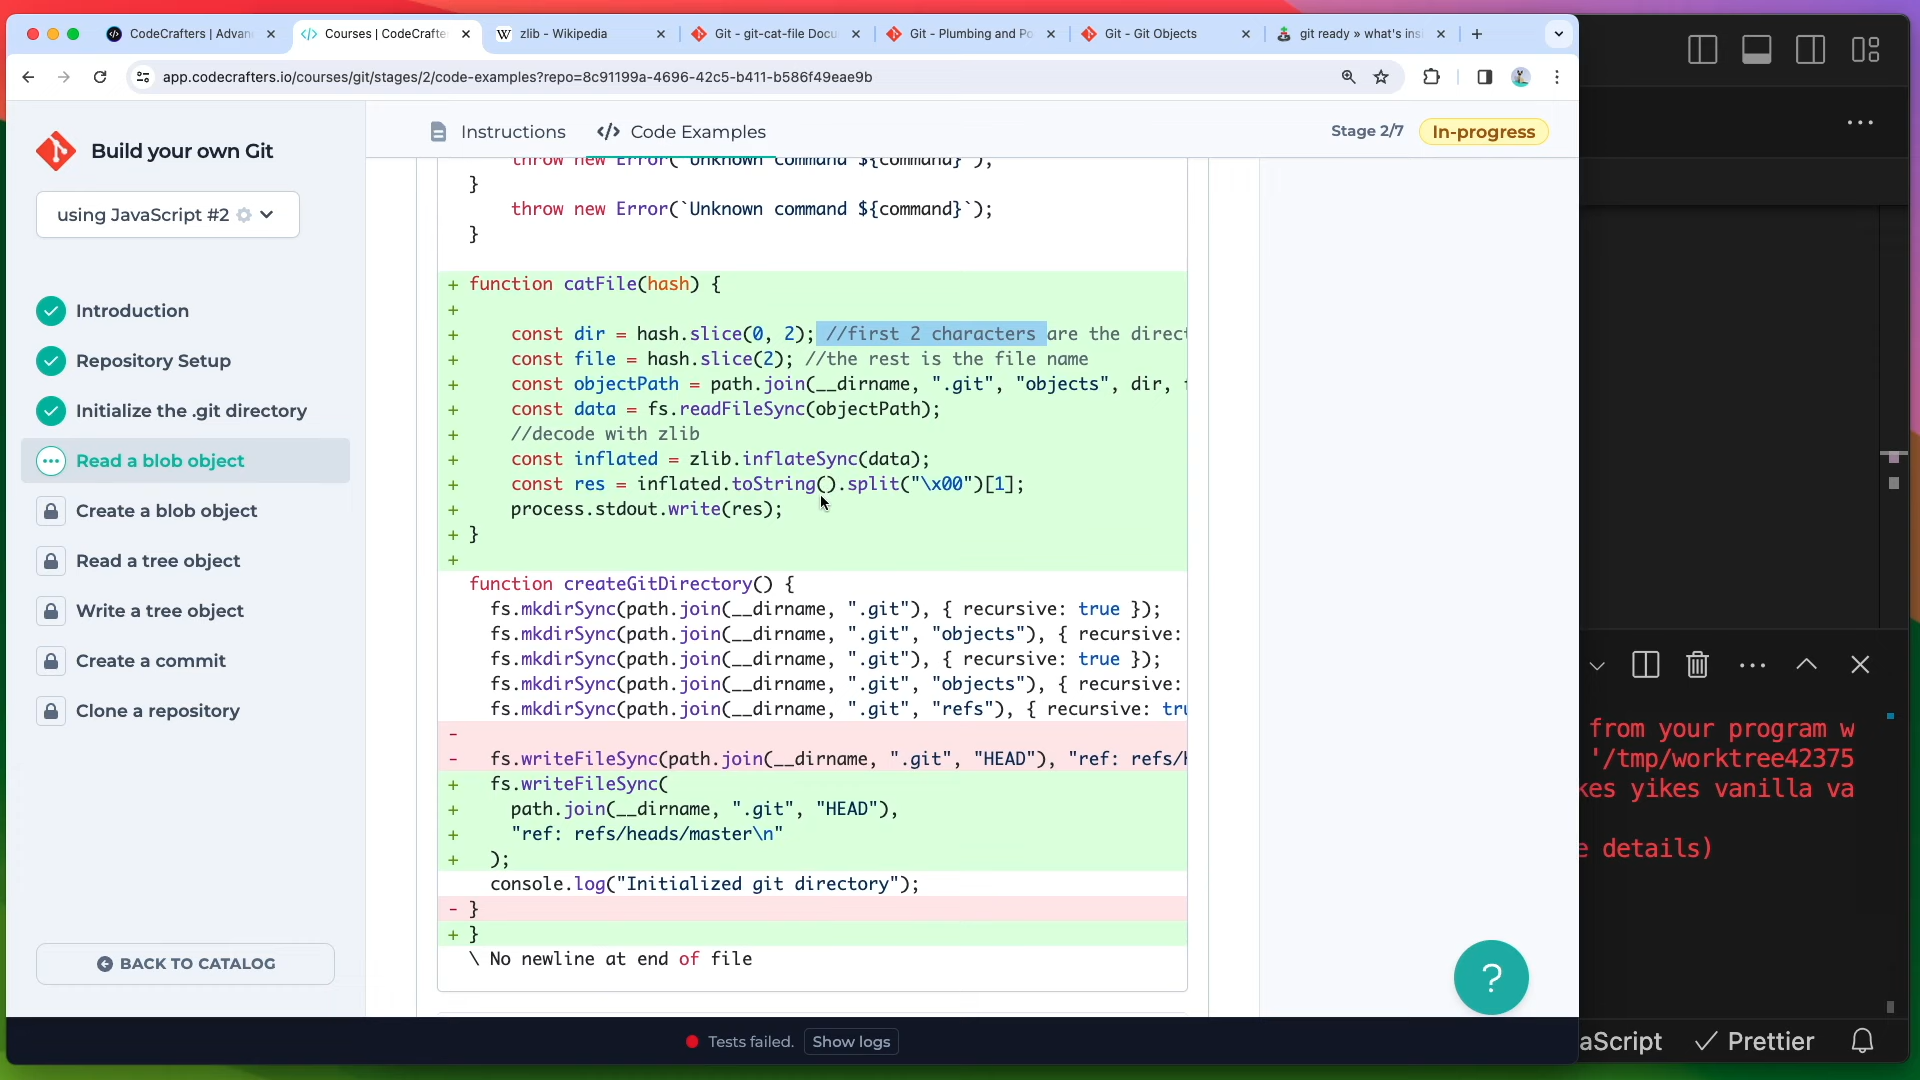 CodeCrafters | Advan
Courses | CodeCrafte
zlib - Wikipedia
Git - git-cat-file Docu
Git - Plumbing and Po
Git - Git Objects
git ready » what's ins
app.codecrafters.io/courses/git/stages/2/code-examples?repo=8c91199a-4696-42c5-b411-b586f49eae9b
Build your own Git
using JavaScript #2
Introduction
Repository Setup
Initialize the .git directory
Read a blob object
Create a blob object
Read a tree object
Write a tree object
Create a commit
Clone a repository
BACK TO CATALOG
Instructions
Code Examples
Stage 2/7
In-progress
throw new Error(`Unknown command ${command}`);
}
throw new Error(`Unknown command ${command}`);
}
+ function catFile(hash) {
+
+ const dir = hash.slice(0, 2); //first 2 characters are the direct
+ const file = hash.slice(2); //the rest is the file name
+ const objectPath = path.join(__dirname, ".git", "objects", dir,
+ const data = fs.readFileSync(objectPath);
+ //decode with zlib
+ const inflated = zlib.inflateSync(data);
+ const res = inflated.toString().split("\x00")[1];
+ process.stdout.write(res);
+ }
+
function createGitDirectory() {
fs.mkdirSync(path.join(__dirname, ".git"), { recursive: true });
fs.mkdirSync(path.join(__dirname, ".git", "objects"), { recursive:
fs.mkdirSync(path.join(__dirname, ".git"), { recursive: true });
fs.mkdirSync(path.join(__dirname, ".git", "objects"), { recursive:
fs.mkdirSync(path.join(__dirname, ".git", "refs"), { recursive: tru
-
- fs.writeFileSync(path.join(__dirname, ".git", "HEAD"), "ref: refs/h
+ fs.writeFileSync(
+ path.join(__dirname, ".git", "HEAD"),
+ "ref: refs/heads/master\n"
+ );
console.log("Initialized git directory");
- }
+ }
\ No newline at end of file
?
Tests failed.
Show logs
from your program w
'/tmp/worktree42375
kes yikes vanilla va
e details)
aScript
Prettier